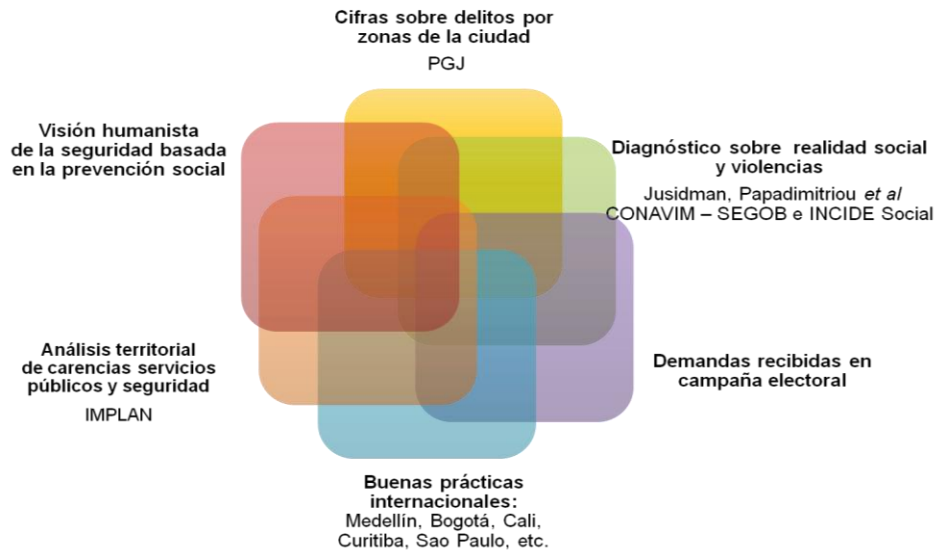 Cifras sobre delitos por
zonas de la ciudad
PGJ
Visión humanista
de la seguridad basada
en la prevención social
Diagnóstico sobre realidad social
y violencias
Jusidman, Papadimitriou et al
CONAVIM – SEGOB e INCIDE Social
Análisis territorial
de carencias servicios
públicos y seguridad
IMPLAN
Demandas recibidas en
campaña electoral
Buenas prácticas
internacionales:
Medellín, Bogotá, Cali,
Curitiba, Sao Paulo, etc.